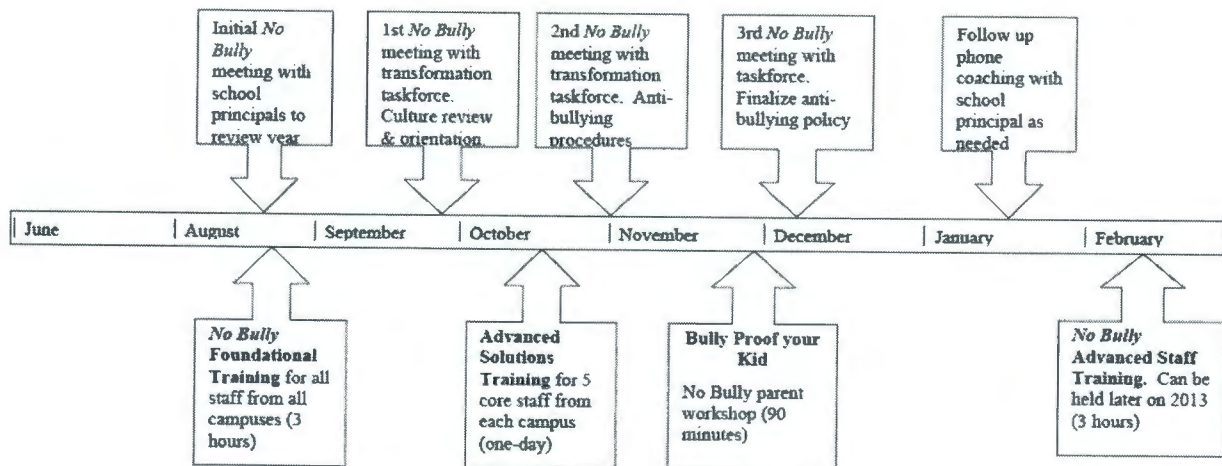 Initial No
Bully
meeting with
school
principals to
review year
1st No Bully
meeting with
transformation
taskforce.
Culture review
& orientation.
2nd No Bully
meeting with
transformation
taskforce. Anti-
bullying
procedures
3rd No Bully
meeting with
taskforce.
Finalize anti-
bullying policy
Follow up
phone
coaching with
school
principal as
needed
June
August
September
October
November
December
January
February
No Bully
Foundational
Training for all
staff from all
campuses (3
hours)
Advanced
Solutions
Training for 5
core staff from
each campus
(one-day)
Bully Proof your
Kid
No Bully parent
workshop (90
minutes)
No Bully
Advanced Staff
Training. Can be
held later on 2013
(3 hours)